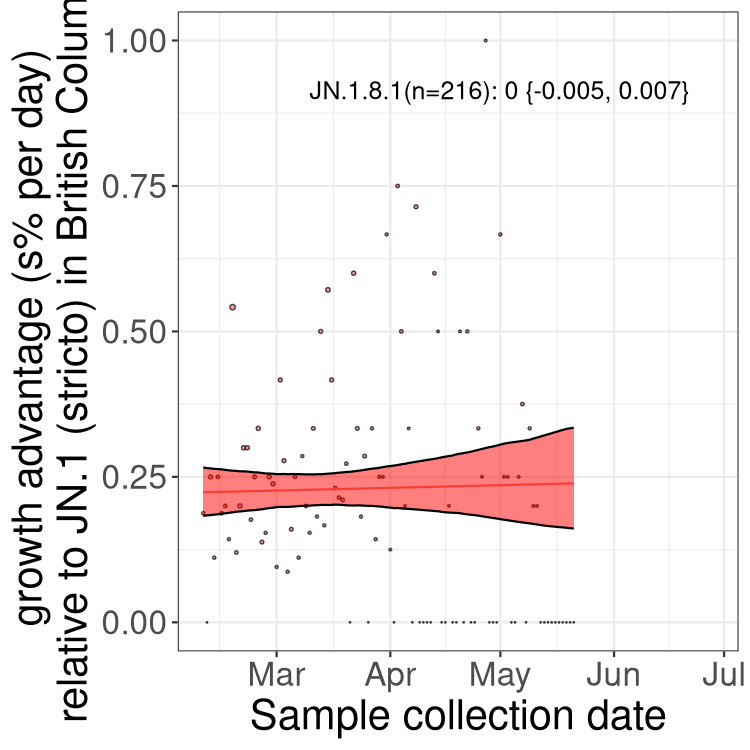 growth advantage (s% per day)
relative to JN.1 (stricto) in British Colum
1.00
0.75
0.50
0.25
0.00
JN.1.8.1(n=216): 0 {-0.005, 0.007}
Mar Apr May Jun Jul
Sample collection date